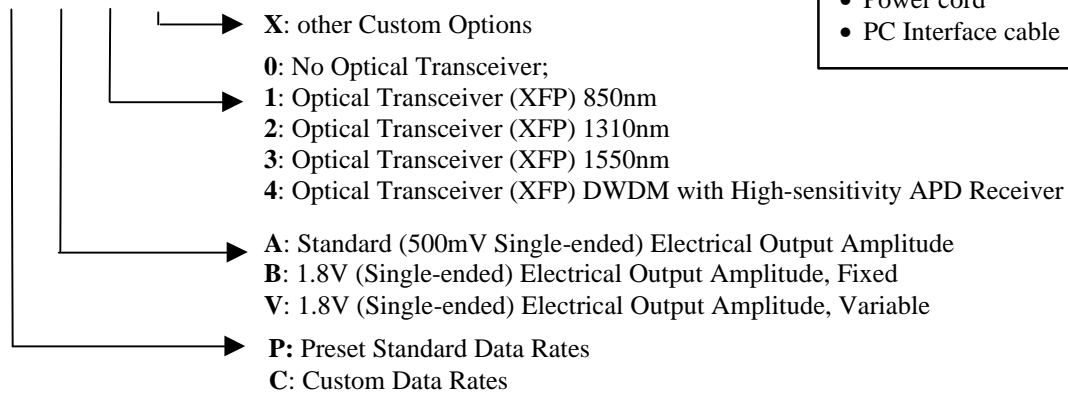 • Power cord
• PC Interface cable
X: other Custom Options
0: No Optical Transceiver;
1: Optical Transceiver (XFP) 850nm
2: Optical Transceiver (XFP) 1310nm
3: Optical Transceiver (XFP) 1550nm
4: Optical Transceiver (XFP) DWDM with High-sensitivity APD Receiver
A: Standard (500mV Single-ended) Electrical Output Amplitude
B: 1.8V (Single-ended) Electrical Output Amplitude, Fixed
V: 1.8V (Single-ended) Electrical Output Amplitude, Variable
P: Preset Standard Data Rates
C: Custom Data Rates